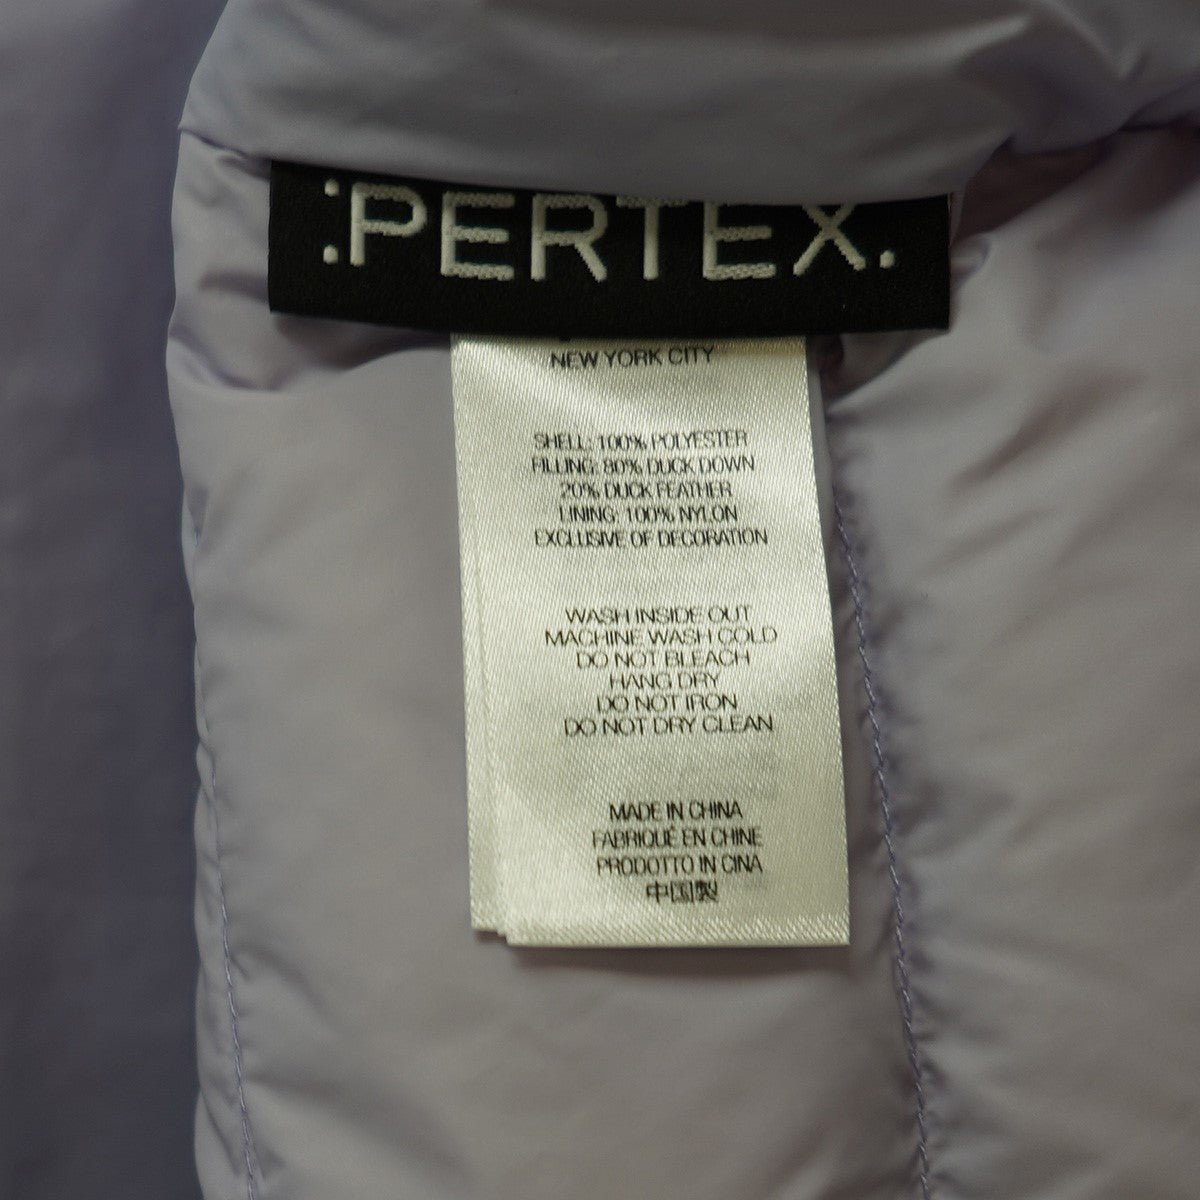 :PERTEX.
NEW YORK CITY
SHELL: 100% POLYESTER
FILLING: 80% DUCK DOWN
20% DUCK FEATHER
LINING: 100% NYLON
EXCLUSIVE OF DECORATION
WASH INSIDE OUT
MACHINE WASH COLD
DO NOT BLEACH
HANG DRY
DO NOT IRON
DO NOT DRY CLEAN
MADE IN CHINA
FABRIQUÉ EN CHINE
PRODOTTO IN CINA
中国製